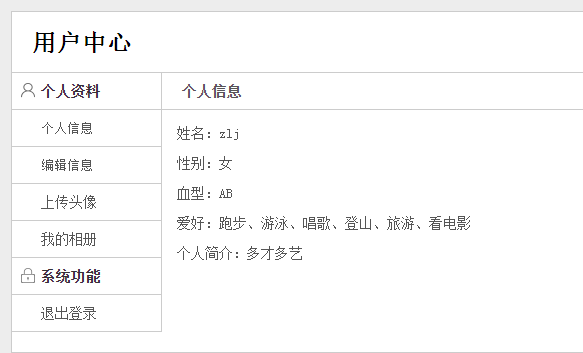 用户中心
个人资料
个人信息
编辑信息
上传头像
我的相册
系统功能
退出登录
个人信息
姓名：zlj
性别：女
血型：AB
爱好：跑步、游泳、唱歌、登山、旅游、看电影
个人简介：多才多艺